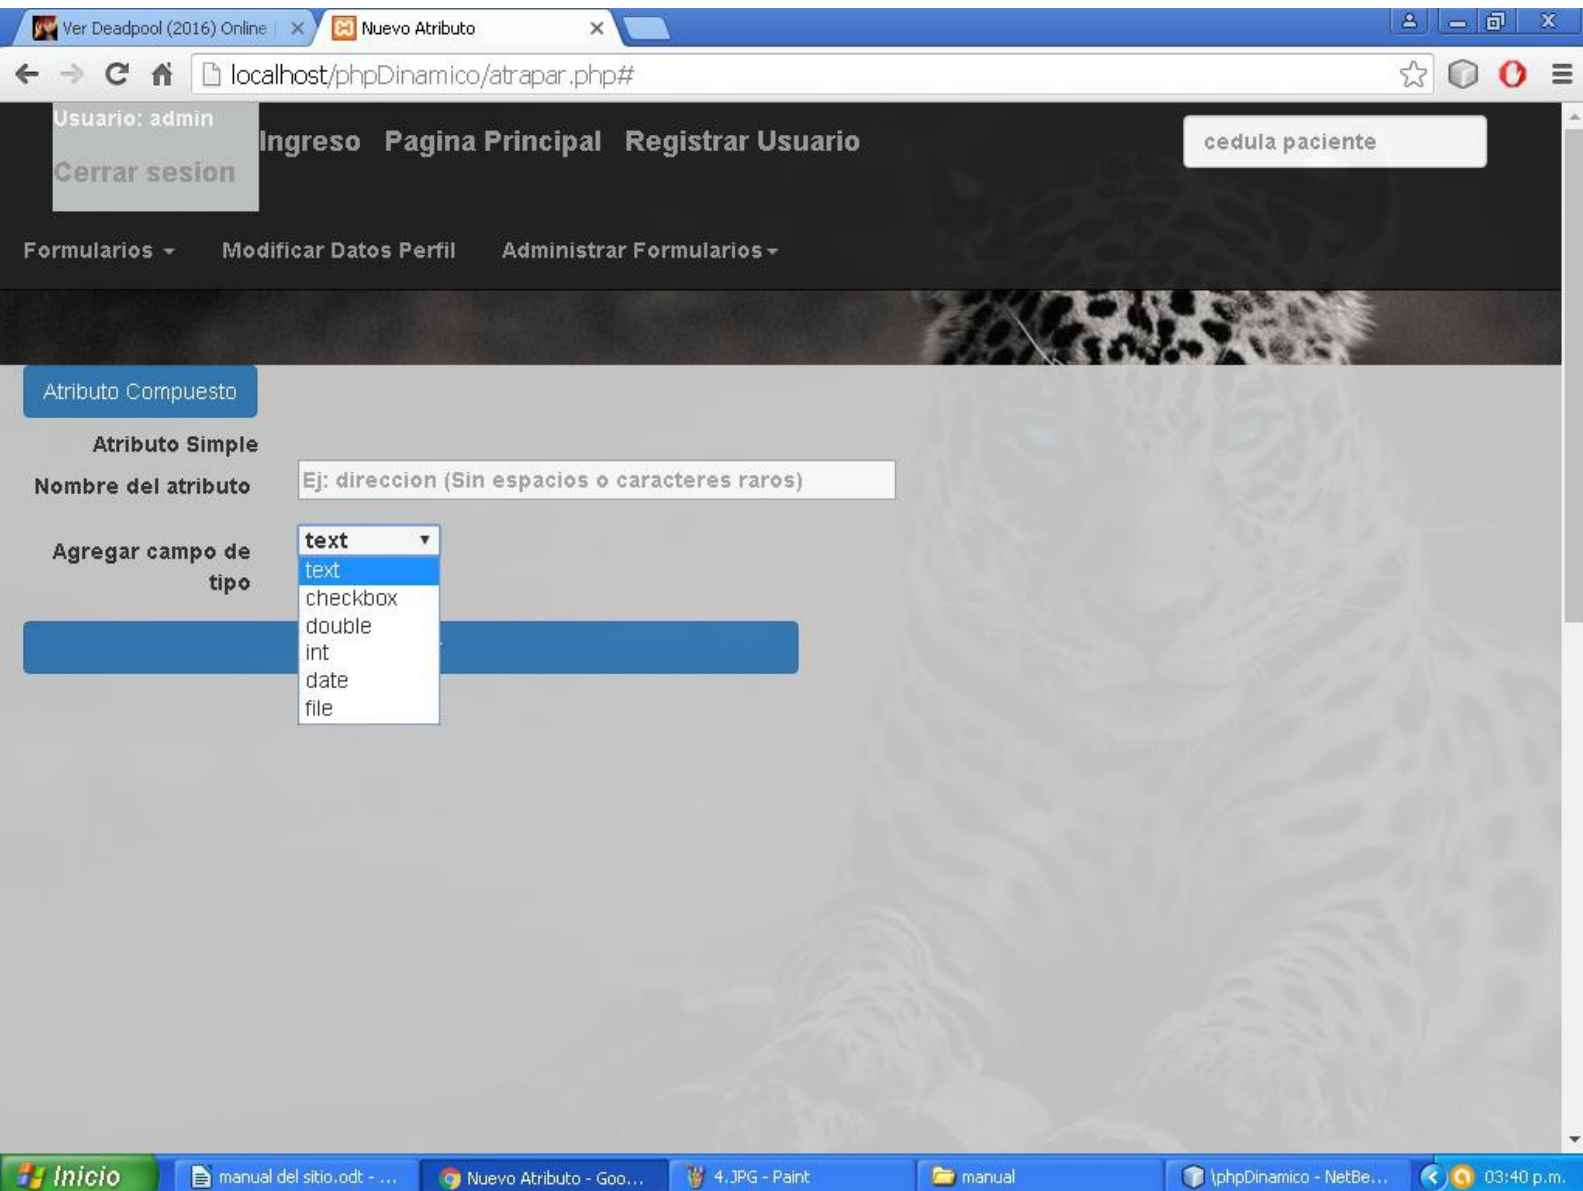 Ver Deadpool (2016) Online
Nuevo Atributo
localhost/phpDinamico/atrapar.php#
Usuario: admin
Cerrar sesion
Ingreso Pagina Principal Registrar Usuario
cedula paciente
Formularios Modificar Datos Perfil Administrar Formularios
Atributo Compuesto
Atributo Simple
Nombre del atributo
Ej: direccion (Sin espacios o caracteres raros)
Agregar campo de
tipo
text
text
checkbox
double
int
date
file
Inicio
manual del sitio.odt - ...
Nuevo Atributo - Goo...
4.JPG - Paint
manual
\phpDinamico - NetBe...
03:40 p.m.